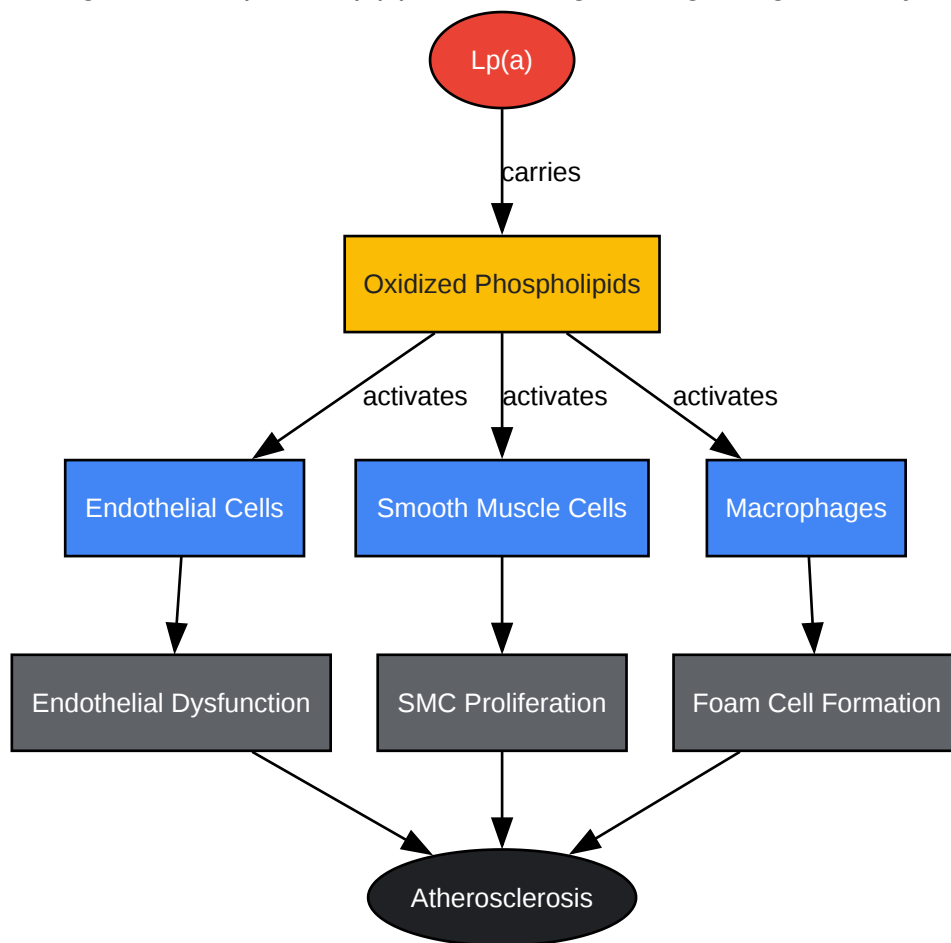 Lp(a)
carries
Oxidized Phospholipids
activates
activates
activates
Endothelial Cells
Smooth Muscle Cells
Macrophages
Endothelial Dysfunction
SMC Proliferation
Foam Cell Formation
Atherosclerosis